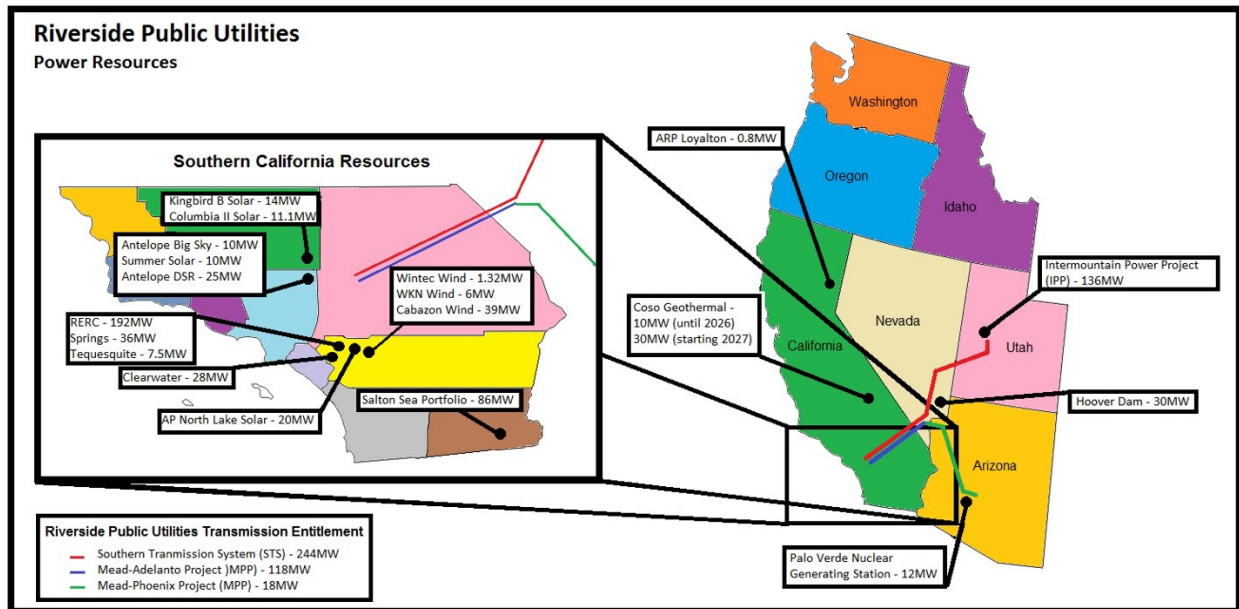 Riverside Public Utilities
Power Resources
Southern California Resources
Kingbird B Solar - 14MW
Columbia II Solar - 11.1MW
Antelope Big Sky - 10MW
Summer Solar - 10MW
Antelope DSR - 25MW
Wintec Wind - 1.32MW
WKN Wind - 6MW
Cabazon Wind - 39MW
RERC - 192MW
Springs - 36MW
Tequesquite - 7.5MW
Clearwater - 28MW
AP North Lake Solar - 20MW
Salton Sea Portfolio - 86MW
Riverside Public Utilities Transmission Entitlement
Southern Tranmission System (STS) - 244MW
Mead-Adelanto Project )MPP) - 118MW
Mead-Phoenix Project (MPP) - 18MW
Washington
ARP Loyalton - 0.8MW
Oregon
Idaho
Intermountain Power Project
(IPP) - 136MW
Coso Geothermal -
10MW (until 2026)
30MW (starting 2027)
Nevada
California
Utah
Hoover Dam - 30MW
Arizona
Palo Verde Nuclear
Generating Station - 12MW